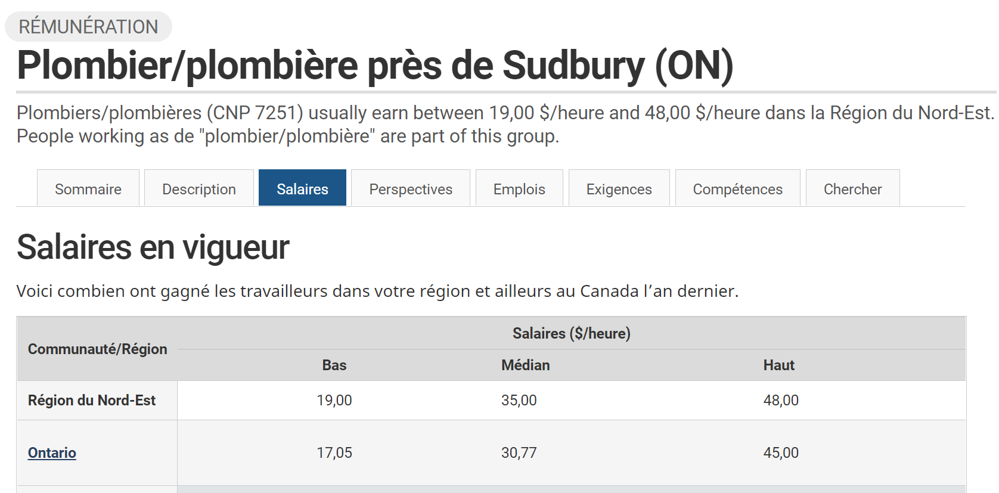 RÉMUNÉRATION
Plombier/plombière près de Sudbury (ON)
Plombiers/plombières (CNP 7251) usually earn between 19,00 $/heure and 48,00 $/heure dans la Région du Nord-Est.
People working as de "plombier/plombière" are part of this group.
Sommaire Description Salaires Perspectives Emplois Exigences Compétences Chercher
Salaires en vigueur
Voici combien ont gagné les travailleurs dans votre région et ailleurs au Canada l’an dernier.
Communauté/Région Salaires ($/heure)
Bas Médian Haut
Région du Nord-Est 19,00 35,00 48,00
Ontario 17,05 30,77 45,00